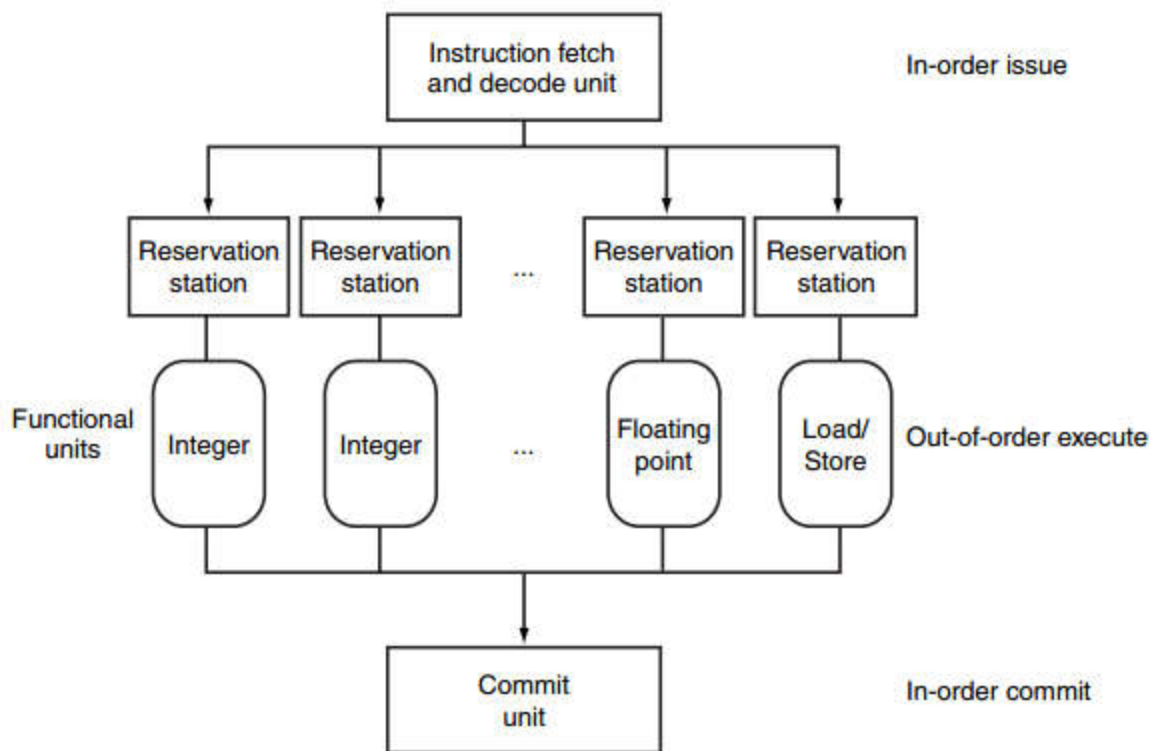 Instruction fetch
and decode unit
In-order issue
Reservation
station
Reservation
station
...
Reservation
station
Reservation
station
Functional
units
Integer
Integer
...
Floating
point
Load/
Store
Out-of-order execute
Commit
unit
In-order commit